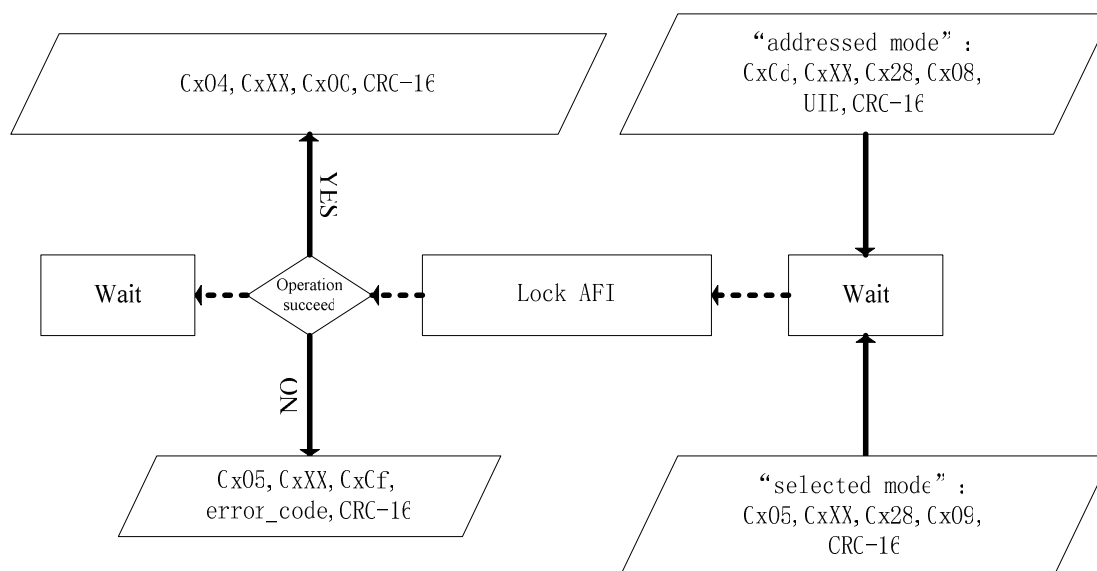 Cx04, CxXX, Cx0C, CRC-16
“addressed mode”:
CxCd, CxXX, Cx28, Cx08,
UID, CRC-16
YES
Wait
Operation
succeed
Lock AFI
Wait
ON
Cx05, CxXX, CxCf,
error_code, CRC-16
“selected mode”:
Cx05, CxXX, Cx28, Cx09,
CRC-16